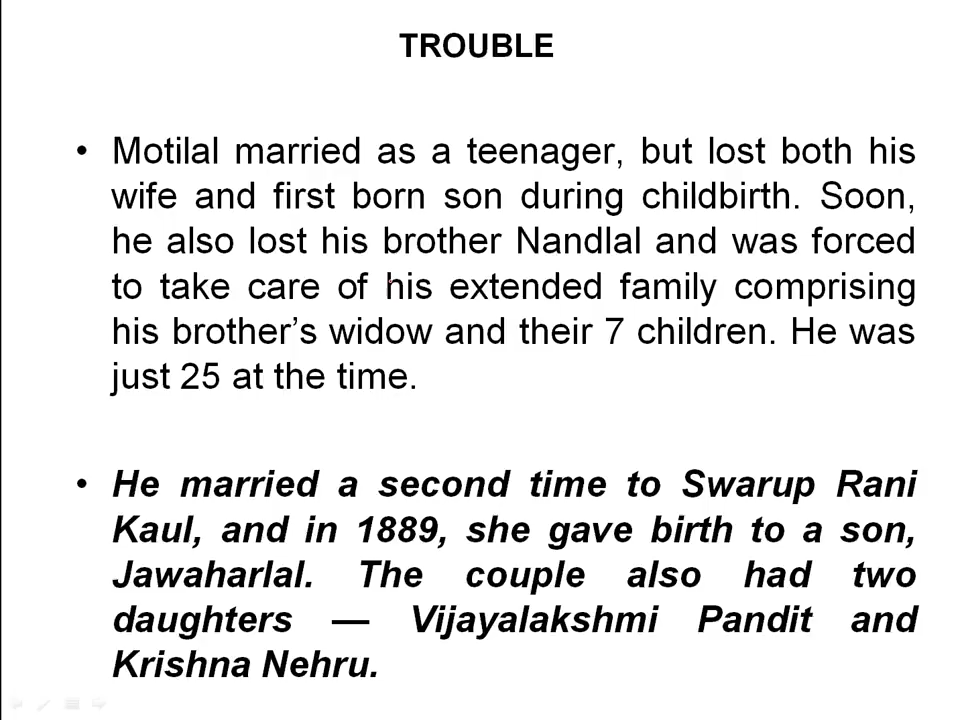 TROUBLE
• Motilal married as a teenager, but lost both his
wife and first born son during childbirth. Soon,
he also lost his brother Nandlal and was forced
to take care of his extended family comprising
his brother’s widow and their 7 children. He was
just 25 at the time.
• He married a second time to Swarup Rani
Kaul, and in 1889, she gave birth to a son,
Jawaharlal. The couple also had two
daughters — Vijayalakshmi Pandit and
Krishna Nehru.